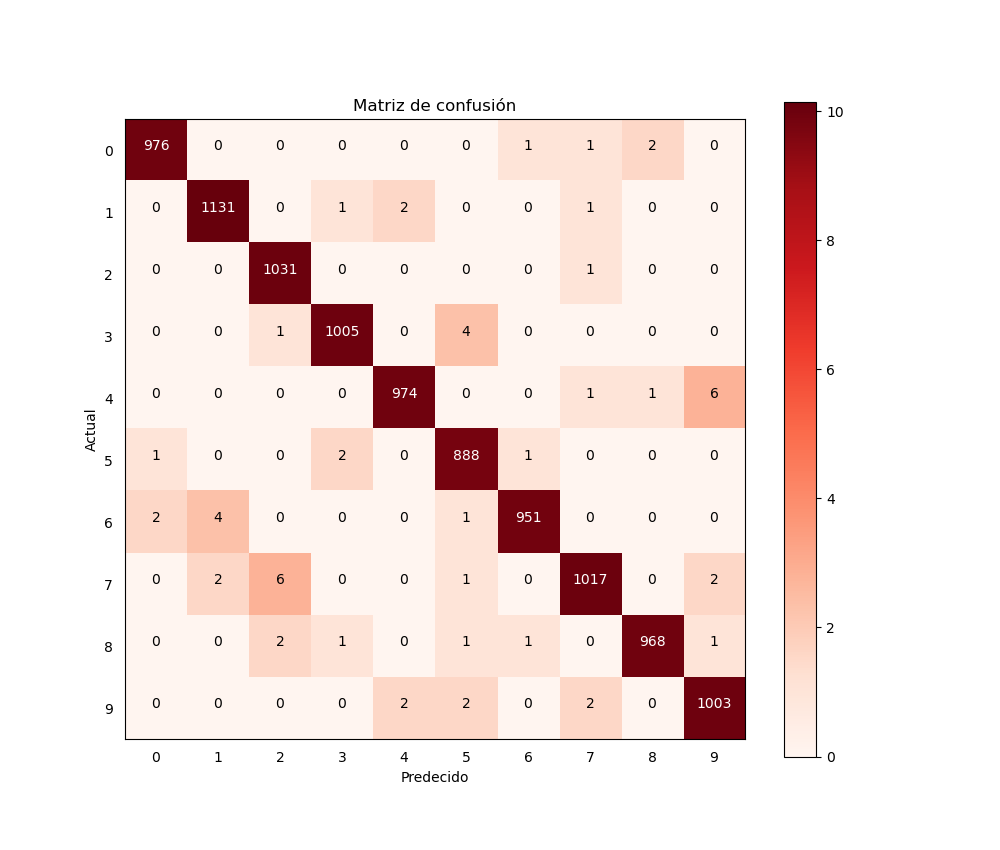 Matriz de confusión
0 976 0 0 0 0 0 1 1 2 0
1 0 1131 0 1 2 0 0 1 0 0
2 0 0 1031 0 0 0 0 1 0 0
3 0 0 1 1005 0 4 0 0 0 0
4 0 0 0 0 974 0 0 1 1 6
5 1 0 0 2 0 888 1 0 0 0
6 2 4 0 0 0 1 951 0 0 0
7 0 2 6 0 0 1 0 1017 0 2
8 0 0 2 1 0 1 1 0 968 1
9 0 0 0 0 2 2 0 2 0 1003
0 1 2 3 4 5 6 7 8 9
Predecido
Actual
10
8
6
4
2
0